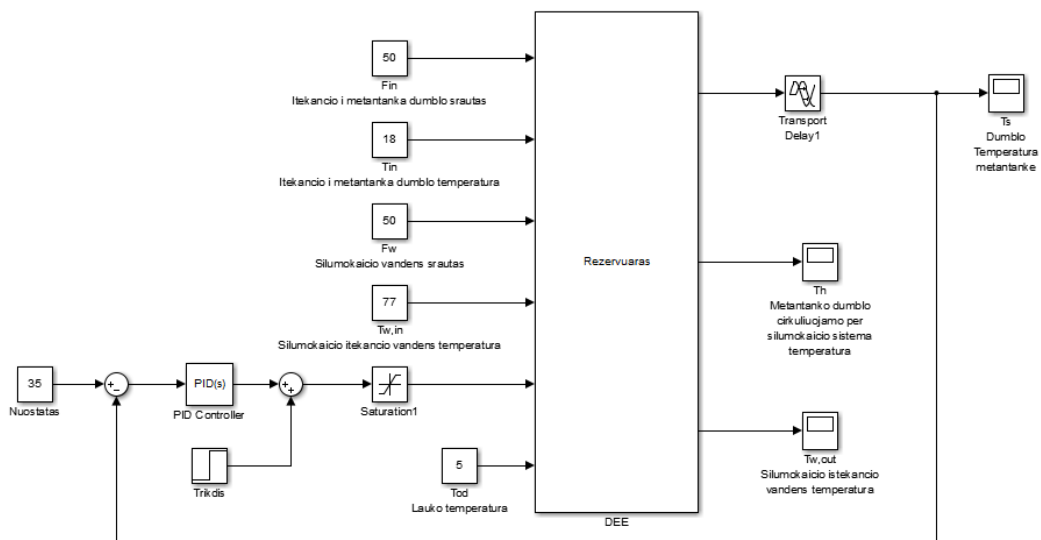 50
Fin
Itekancio i metantanka dumblo srautas
18
Tin
Itekancio i metantanka dumblo temperatura
50
Fw
Silumokaicio vandens srautas
77
Tw,in
Silumokaicio itekancio vandens temperatura
35
Nuostatas
+
−
PID(s)
PID Controller
+
+
Saturation1
Trikdis
5
Tod
Lauko temperatura
Rezervuaras
DEE
Transport
Delay1
Ts
Dumblo
Temperatura
metantanke
Th
Metantanko dumblo
cirkuliuojamo per
silumokaicio sistema
temperatura
Tw,out
Silumokaicio istekancio
vandens temperatura